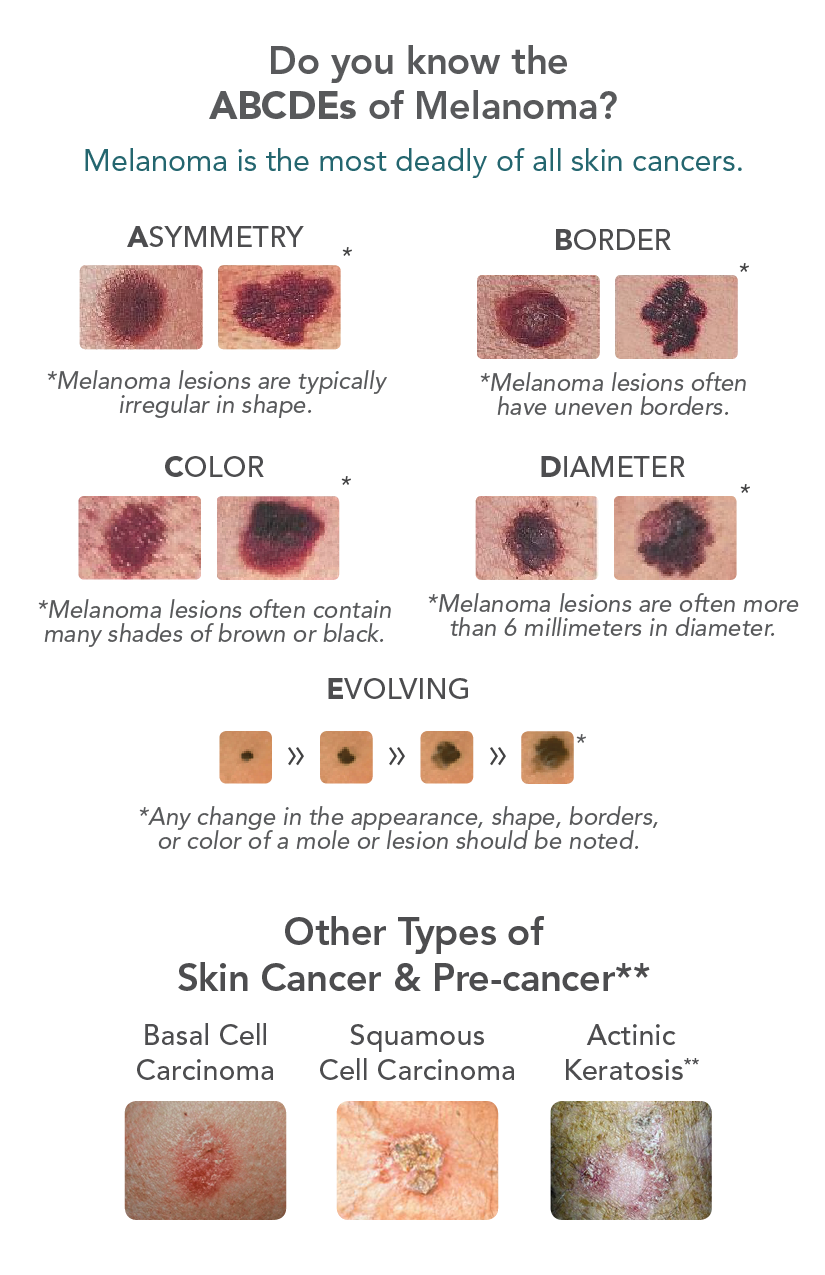 Do you know the
ABCDEs of Melanoma?
Melanoma is the most deadly of all skin cancers.
ASYMMETRY
*
*Melanoma lesions are typically
irregular in shape.
BORDER
*
*Melanoma lesions often
have uneven borders.
COLOR
*
*Melanoma lesions often contain
many shades of brown or black.
DIAMETER
*
*Melanoma lesions are often more
than 6 millimeters in diameter.
EVOLVING
» » » *
*Any change in the appearance, shape, borders,
or color of a mole or lesion should be noted.
Other Types of
Skin Cancer & Pre-cancer**
Basal Cell
Carcinoma
Squamous
Cell Carcinoma
Actinic
Keratosis**